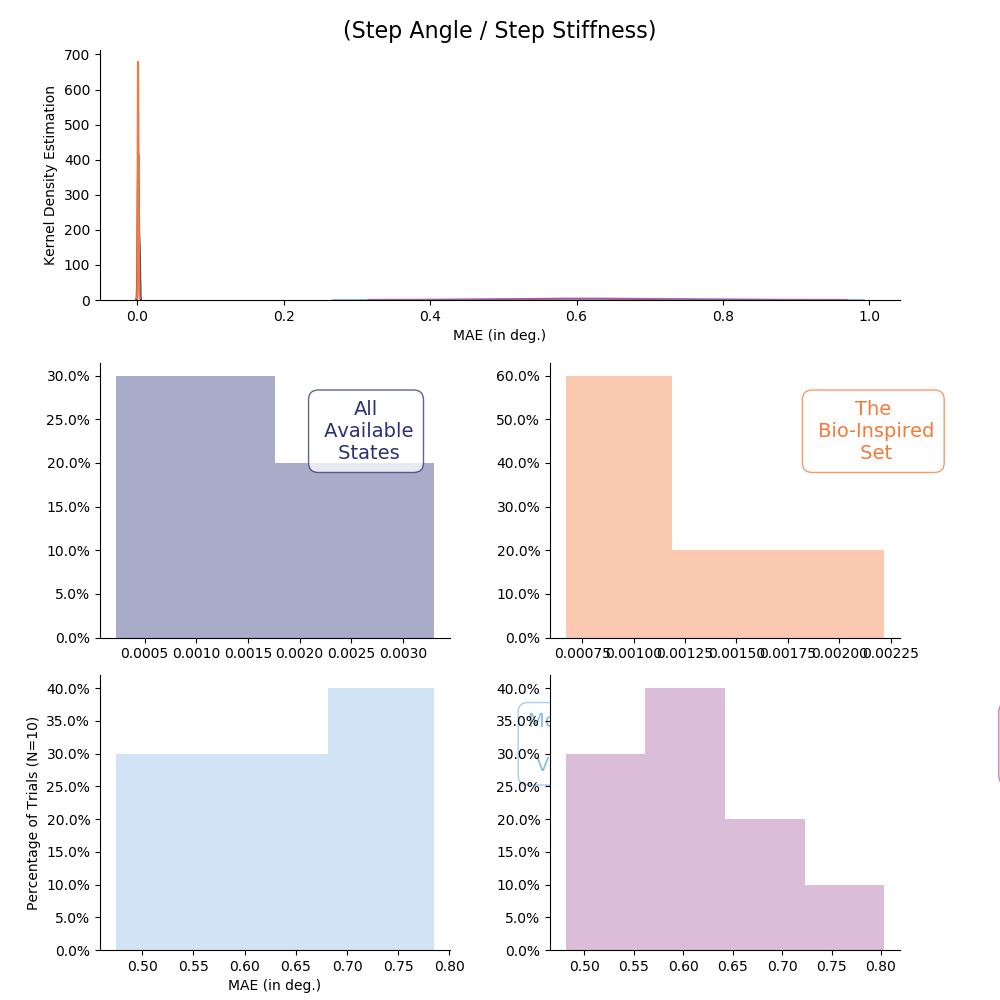 (Step Angle / Step Stiffness)
Kernel Density Estimation
700
600
500
400
300
200
100
0
0.0 0.2 0.4 0.6 0.8 1.0
MAE (in deg.)
30.0%
25.0%
20.0%
15.0%
10.0%
5.0%
0.0%
All
Available
States
0.0005 0.0010 0.0015 0.0020 0.0025 0.0030
60.0%
50.0%
40.0%
30.0%
20.0%
10.0%
0.0%
The
Bio-Inspired
Set
0.00075 0.00100 0.00125 0.00150 0.00175 0.00200 0.00225
Percentage of Trials (N=10)
40.0%
35.0%
30.0%
25.0%
20.0%
15.0%
10.0%
5.0%
0.0%
0.50 0.55 0.60 0.65 0.70 0.75 0.80
MAE (in deg.)
40.0%
35.0%
30.0%
25.0%
20.0%
15.0%
10.0%
5.0%
0.0%
0.50 0.55 0.60 0.65 0.70 0.75 0.80